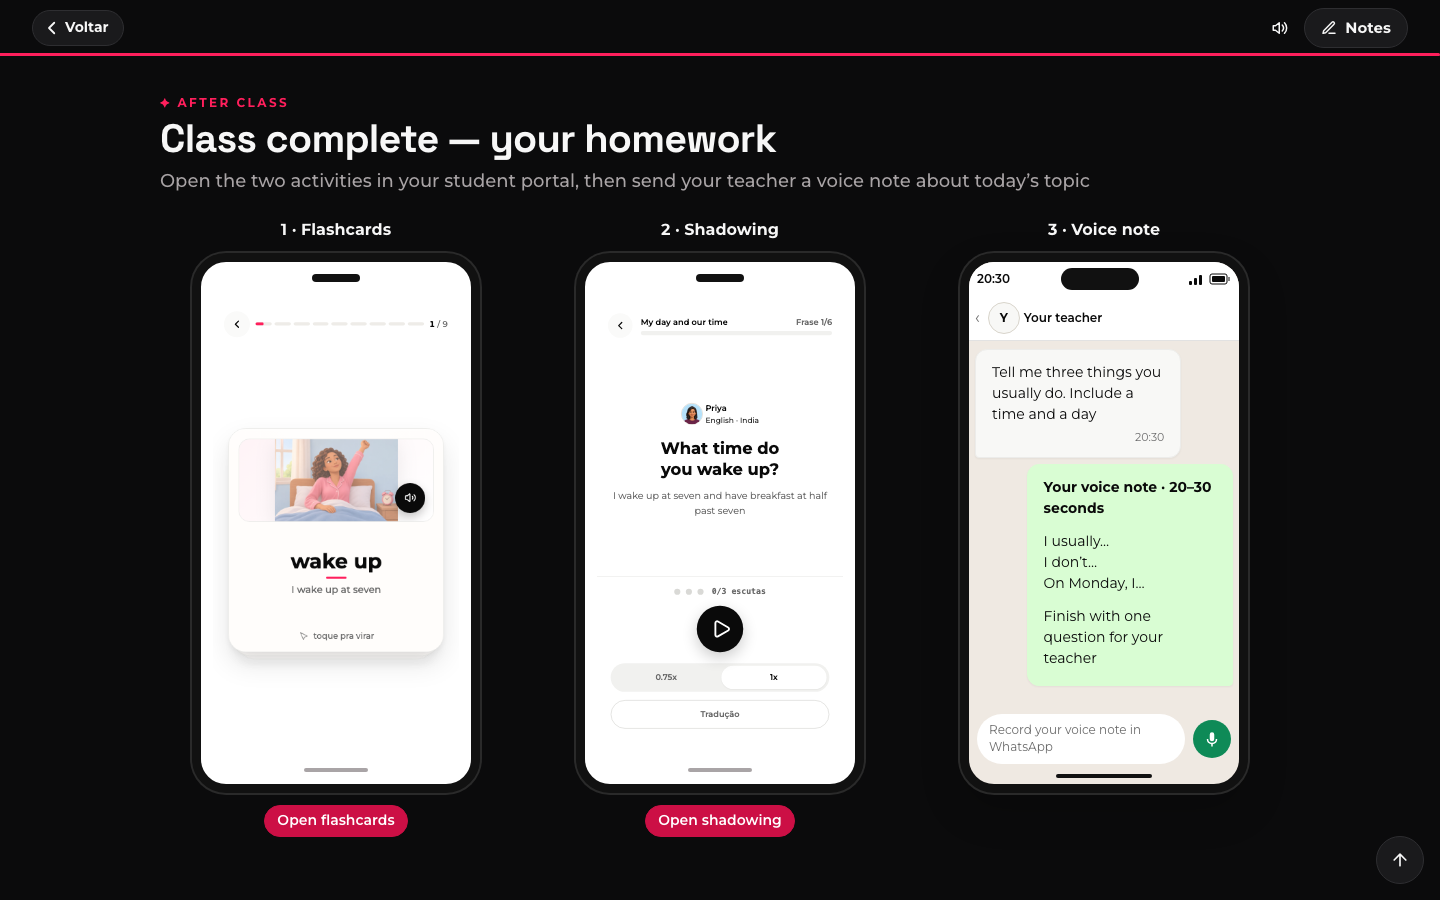 Voltar
Notes
AFTER CLASS
Class complete — your homework
Open the two activities in your student portal, then send your teacher a voice note about today's topic
1 · Flashcards
1 / 9
wake up
I wake up at seven
toque pra virar
Open flashcards
2 · Shadowing
My day and our time
Frase 1/6
Priya
English · India
What time do
you wake up?
I wake up at seven and have breakfast at half
past seven
0/3 escutas
0.75x
1x
Tradução
Open shadowing
3 · Voice note
20:30
Y
Your teacher
Tell me three things you
usually do. Include a
time and a day
20:30
Your voice note · 20–30
seconds
I usually...
I don't...
On Monday, I...
Finish with one
question for your
teacher
Record your voice note in
WhatsApp